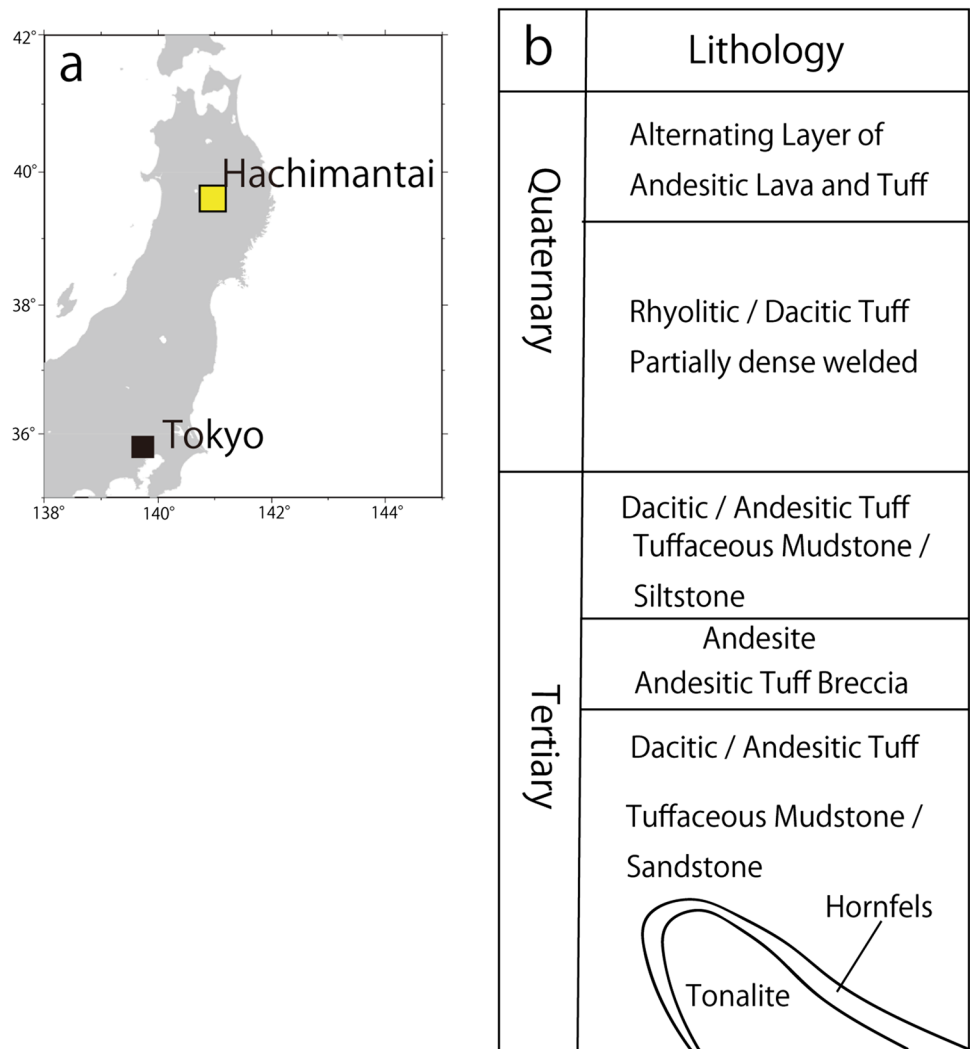 a
42°
40°
38°
36°
138°
140°
142°
144°
Hachimantai
Tokyo
b
Lithology
Quaternary
Alternating Layer of
Andesitic Lava and Tuff
Rhyolitic / Dacitic Tuff
Partially dense welded
Tertiary
Dacitic / Andesitic Tuff
Tuffaceous Mudstone /
Siltstone
Andesite
Andesitic Tuff Breccia
Dacitic / Andesitic Tuff
Tuffaceous Mudstone /
Sandstone
Hornfels
Tonalite